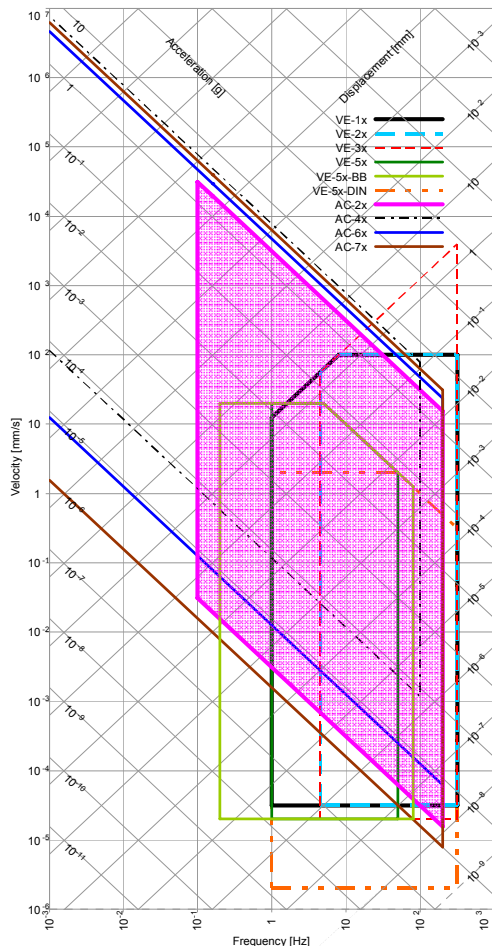 10⁷
10
10³
Acceleration [g]
Displacement [mm]
10⁶
1
10²
VE-1x
VE-2x
VE-3x
VE-5x
VE-5x-BB
VE-5x-DIN
AC-2x
AC-4x
AC-6x
AC-7x
10⁵
10⁻¹
10
10⁴
10⁻²
1
10³
10⁻³
10⁻¹
10²
10⁻⁴
10⁻²
10
10⁻⁵
Velocity [mm/s]
1
10⁻⁶
10⁻⁴
10⁻¹
10⁻⁷
10⁻⁵
10⁻²
10⁻⁸
10⁻⁶
10⁻³
10⁻⁹
10⁻⁷
10⁻⁴
10⁻¹⁰
10⁻⁸
10⁻⁵
10⁻¹¹
10⁻⁹
10⁻⁶
10⁻³ 10⁻² 10⁻¹ 1 10 10² 10³
Frequency [Hz]